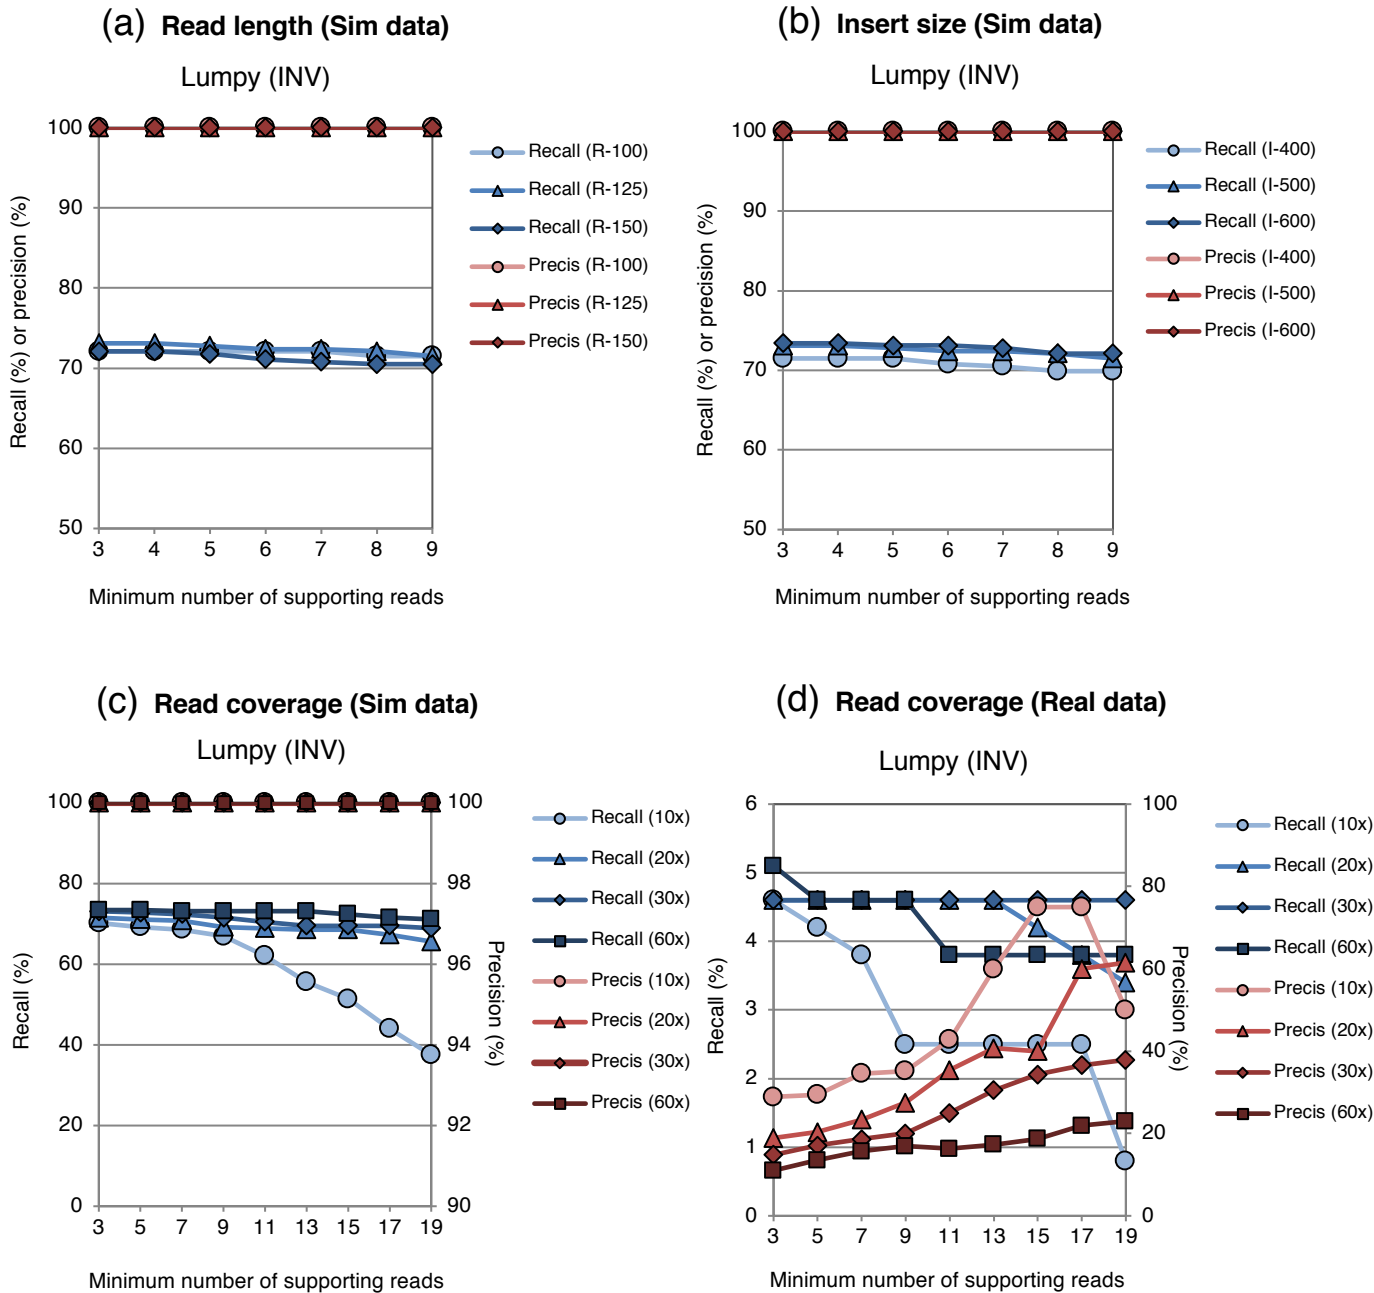 (a) Read length (Sim data)
Lumpy (INV)
100
90
80
70
60
50
3 4 5 6 7 8 9
Recall (%) or precision (%)
Minimum number of supporting reads
Recall (R-100)
Recall (R-125)
Recall (R-150)
Precis (R-100)
Precis (R-125)
Precis (R-150)
(b) Insert size (Sim data)
Lumpy (INV)
100
90
80
70
60
50
3 4 5 6 7 8 9
Recall (%) or precision (%)
Minimum number of supporting reads
Recall (I-400)
Recall (I-500)
Recall (I-600)
Precis (I-400)
Precis (I-500)
Precis (I-600)
(c) Read coverage (Sim data)
Lumpy (INV)
100
80
60
40
20
0
3 5 7 9 11 13 15 17 19
100
98
96
94
92
90
Recall (%)
Precision (%)
Minimum number of supporting reads
Recall (10x)
Recall (20x)
Recall (30x)
Recall (60x)
Precis (10x)
Precis (20x)
Precis (30x)
Precis (60x)
(d) Read coverage (Real data)
Lumpy (INV)
6
5
4
3
2
1
0
3 5 7 9 11 13 15 17 19
100
80
60
40
20
0
Recall (%)
Precision (%)
Minimum number of supporting reads
Recall (10x)
Recall (20x)
Recall (30x)
Recall (60x)
Precis (10x)
Precis (20x)
Precis (30x)
Precis (60x)